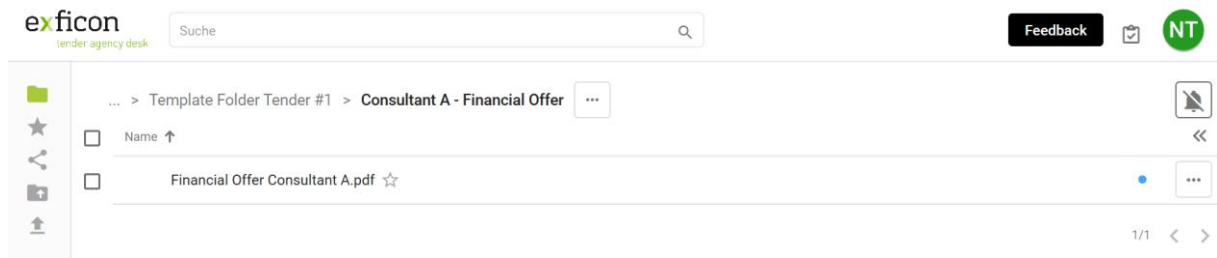 exficon
tender agency desk
Suche
Feedback
NT
... > Template Folder Tender #1 > Consultant A - Financial Offer ...
Name ↑
Financial Offer Consultant A.pdf
1/1